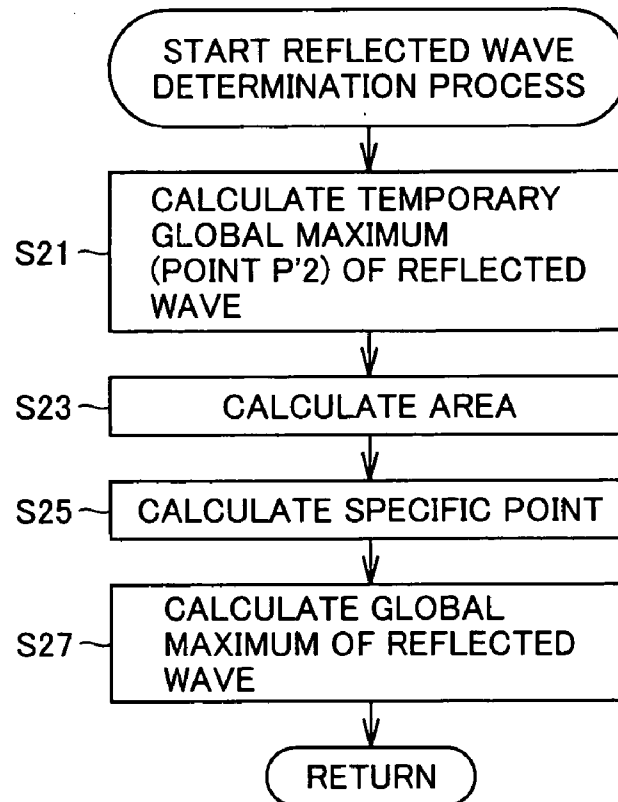 START REFLECTED WAVE
DETERMINATION PROCESS
CALCULATE TEMPORARY
GLOBAL MAXIMUM
(POINT P'2) OF REFLECTED
WAVE
S21
CALCULATE AREA
S23
CALCULATE SPECIFIC POINT
S25
CALCULATE GLOBAL
MAXIMUM OF REFLECTED
WAVE
S27
RETURN